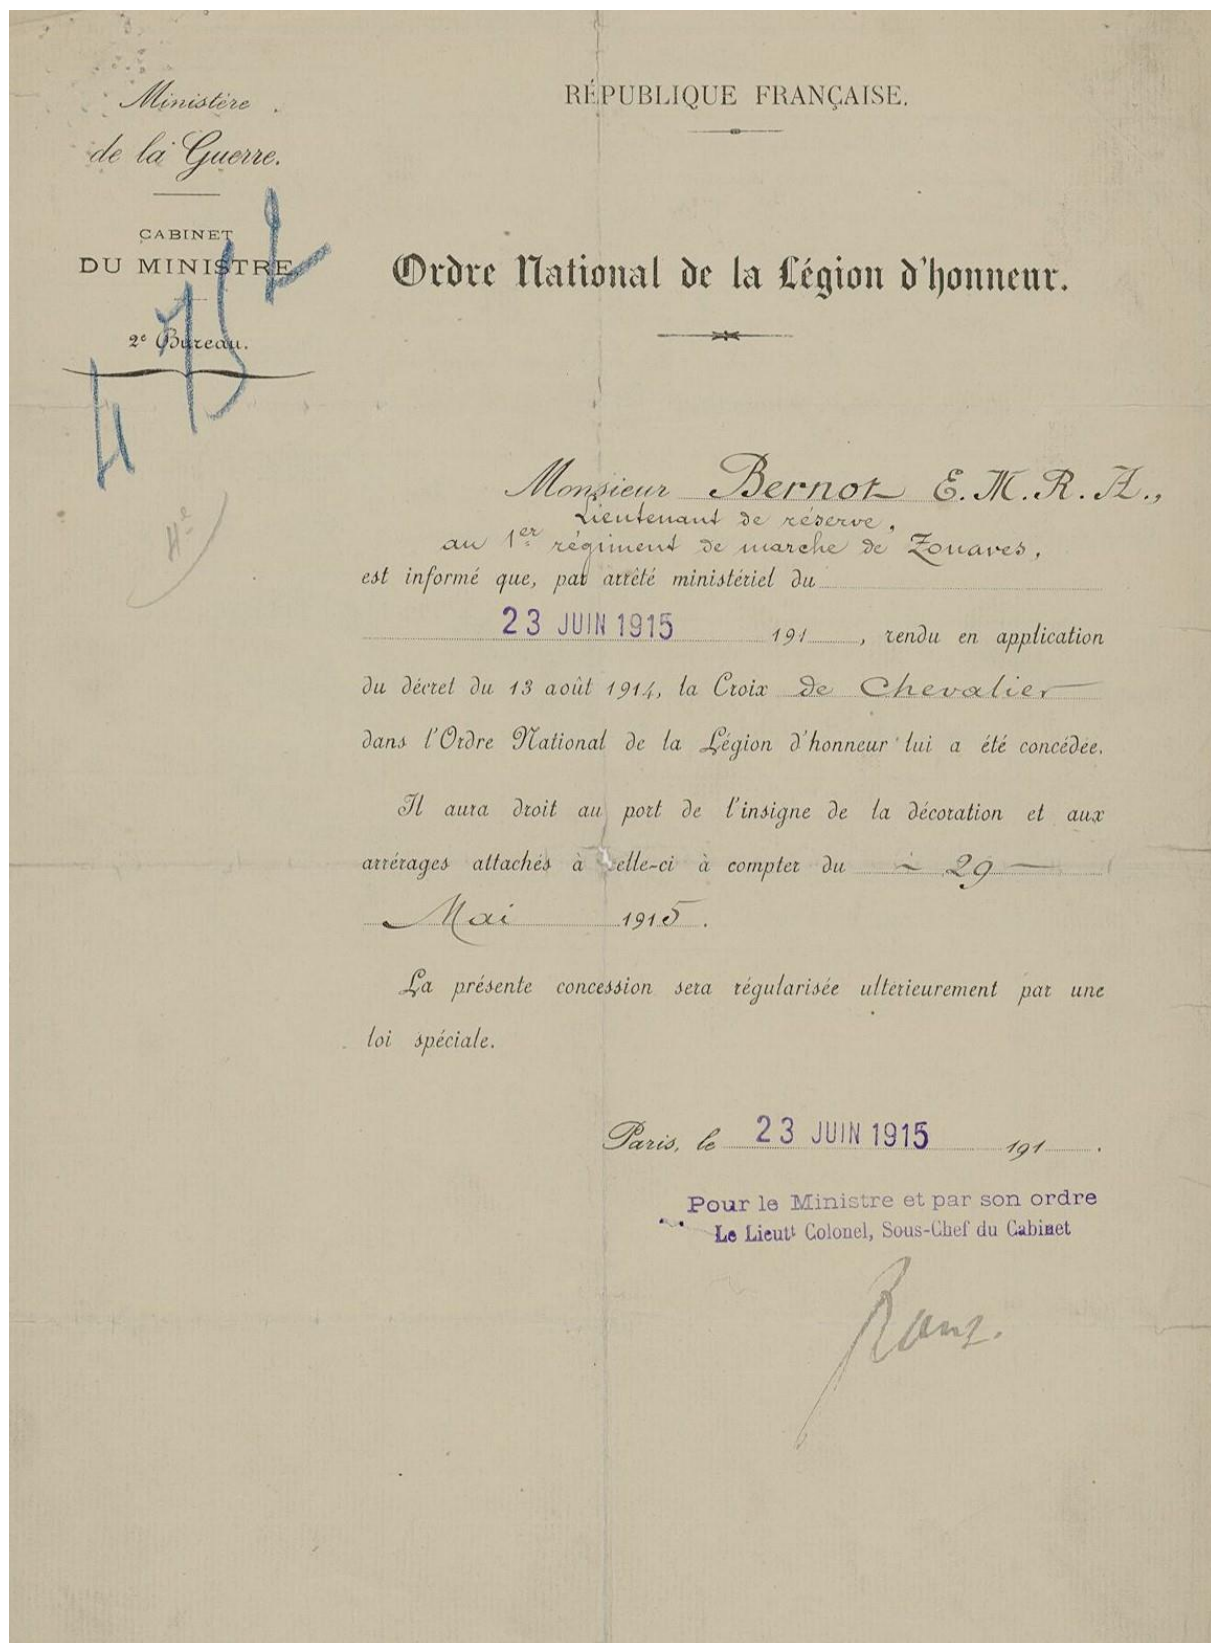 Ministère
de la Guerre.
CABINET
DU MINISTRE
2e Bureau.
RÉPUBLIQUE FRANÇAISE.
Ordre National de la Légion d'honneur.
Monsieur Bernot E. M. R. A.,
Lieutenant de réserve,
au 1er régiment de marche de Zouaves,
est informé que, par arrêté ministériel du
23 JUIN 1915 191 , rendu en application
du décret du 13 août 1914, la Croix de Chevalier
dans l'Ordre National de la Légion d'honneur lui a été concédée.
Il aura droit au port de l'insigne de la décoration et aux
arrérages attachés à celle-ci à compter du - 29 -
Mai 1915.
La présente concession sera régularisée ultérieurement par une
loi spéciale.
Paris, le 23 JUIN 1915 191 .
Pour le Ministre et par son ordre
Le Lieutt Colonel, Sous-Chef du Cabinet